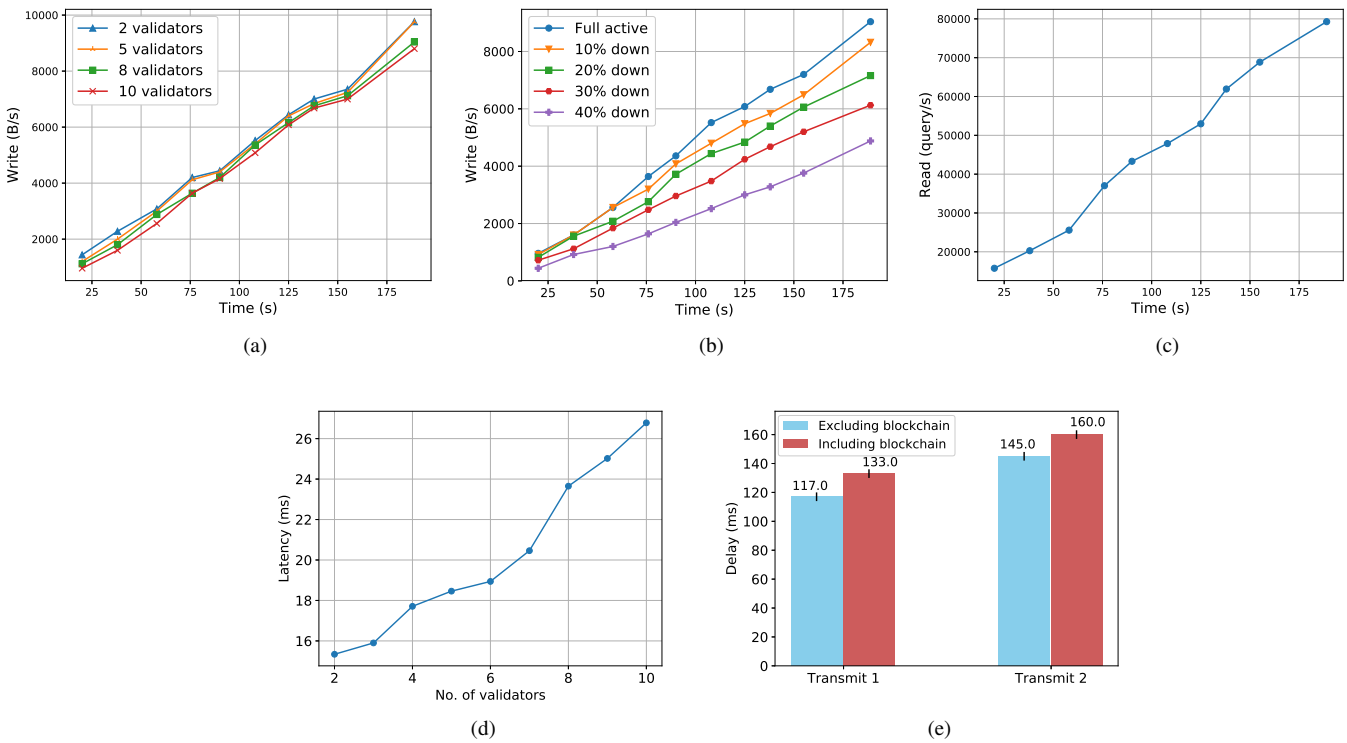 10000
8000
6000
4000
2000
Write (B/s)
2 validators
5 validators
8 validators
10 validators
25 50 75 100 125 150 175
Time (s)
(a)
8000
6000
4000
2000
0
Write (B/s)
Full active
10% down
20% down
30% down
40% down
25 50 75 100 125 150 175
Time (s)
(b)
80000
70000
60000
50000
40000
30000
20000
Read (query/s)
25 50 75 100 125 150 175
Time (s)
(c)
26
24
22
20
18
16
Latency (ms)
2 4 6 8 10
No. of validators
(d)
160
140
120
100
80
60
40
20
0
Delay (ms)
Excluding blockchain
Including blockchain
117.0
133.0
145.0
160.0
Transmit 1 Transmit 2
(e)